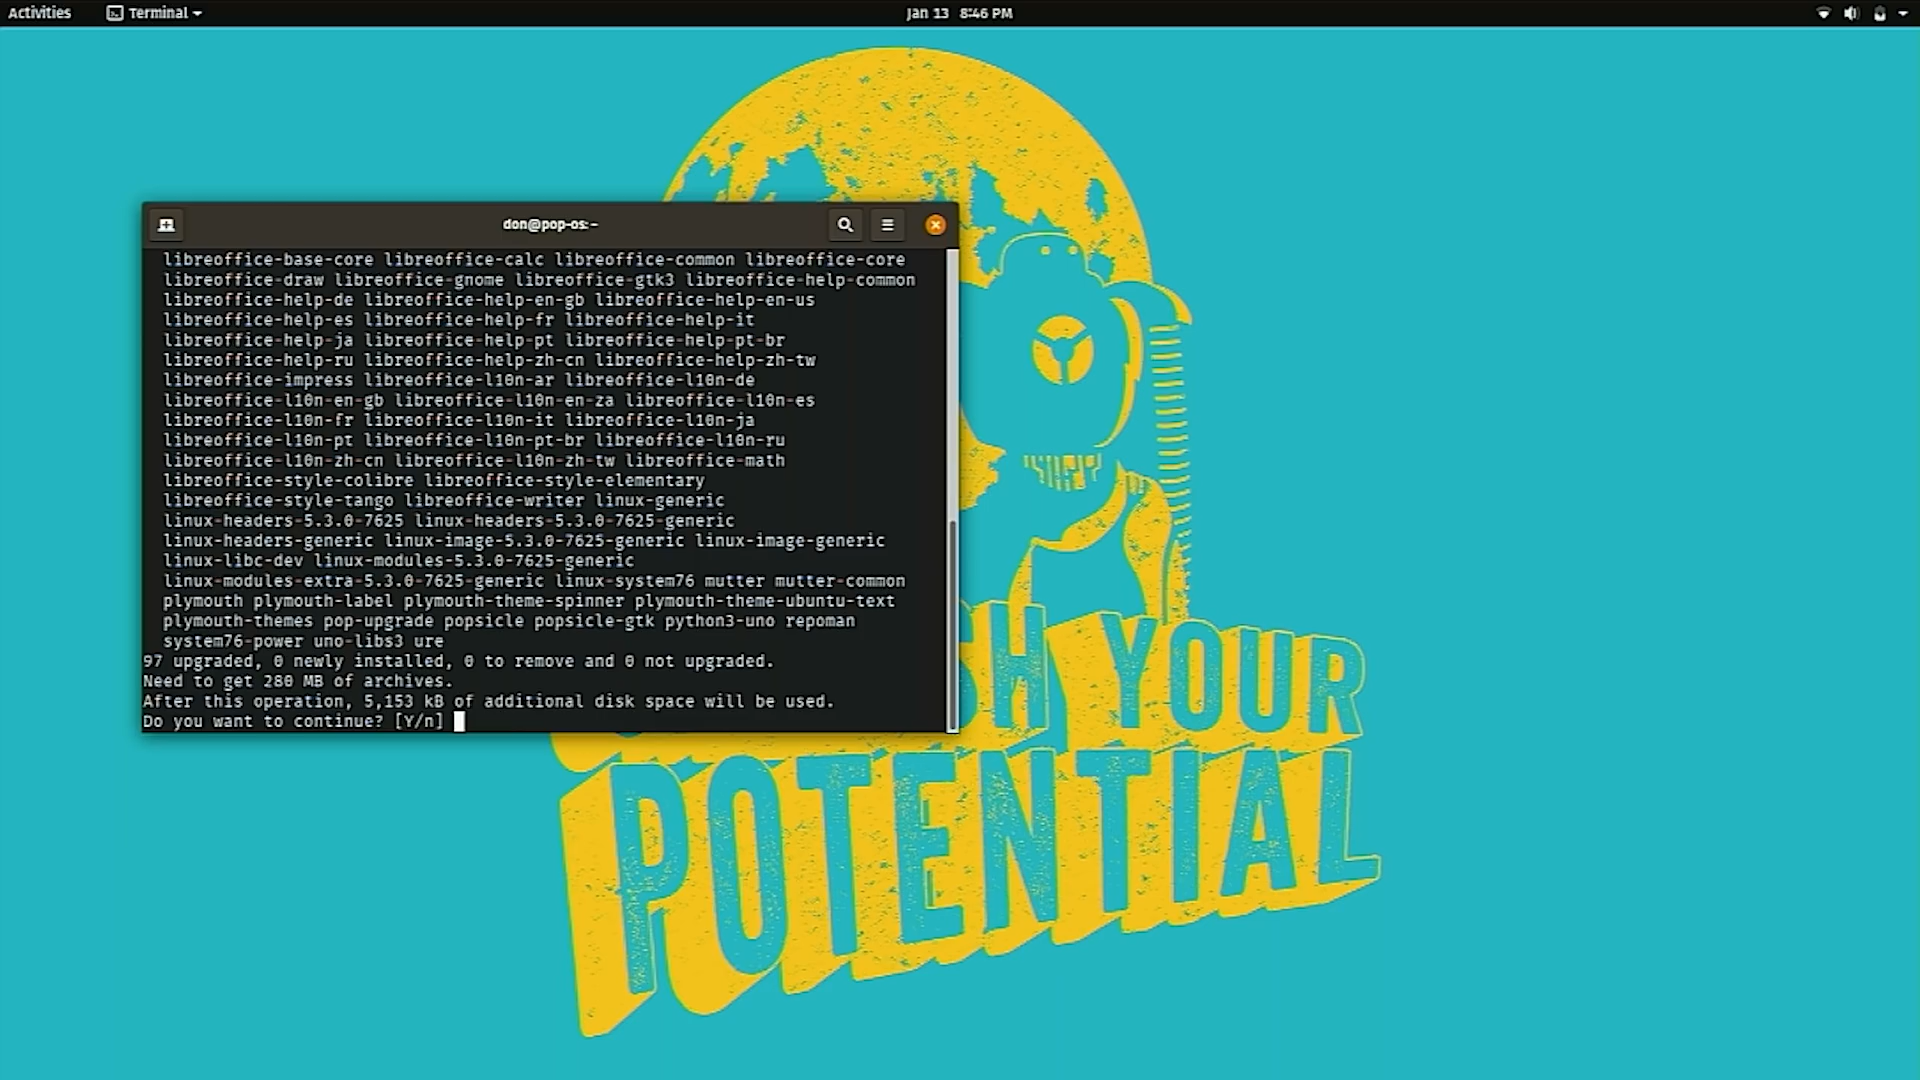 Activities
Terminal
Jan 13 8:46 PM
don@pop-os:~
libreoffice-base-core libreoffice-calc libreoffice-common libreoffice-core
libreoffice-draw libreoffice-gnome libreoffice-gtk3 libreoffice-help-common
libreoffice-help-de libreoffice-help-en-gb libreoffice-help-en-us
libreoffice-help-es libreoffice-help-fr libreoffice-help-it
libreoffice-help-ja libreoffice-help-pt libreoffice-help-pt-br
libreoffice-help-ru libreoffice-help-zh-cn libreoffice-help-zh-tw
libreoffice-impress libreoffice-l10n-ar libreoffice-l10n-de
libreoffice-l10n-en-gb libreoffice-l10n-en-za libreoffice-l10n-es
libreoffice-l10n-fr libreoffice-l10n-it libreoffice-l10n-ja
libreoffice-l10n-pt libreoffice-l10n-pt-br libreoffice-l10n-ru
libreoffice-l10n-zh-cn libreoffice-l10n-zh-tw libreoffice-math
libreoffice-style-colibre libreoffice-style-elementary
libreoffice-style-tango libreoffice-writer linux-generic
linux-headers-5.3.0-7625 linux-headers-5.3.0-7625-generic
linux-headers-generic linux-image-5.3.0-7625-generic linux-image-generic
linux-libc-dev linux-modules-5.3.0-7625-generic
linux-modules-extra-5.3.0-7625-generic linux-system76 mutter mutter-common
plymouth plymouth-label plymouth-theme-spinner plymouth-theme-ubuntu-text
plymouth-themes pop-upgrade popsicle popsicle-gtk python3-uno repoman
system76-power uno-libs3 ure
97 upgraded, 0 newly installed, 0 to remove and 0 not upgraded.
Need to get 280 MB of archives.
After this operation, 5,153 kB of additional disk space will be used.
Do you want to continue? [Y/n]
YOUR
POTENTIAL